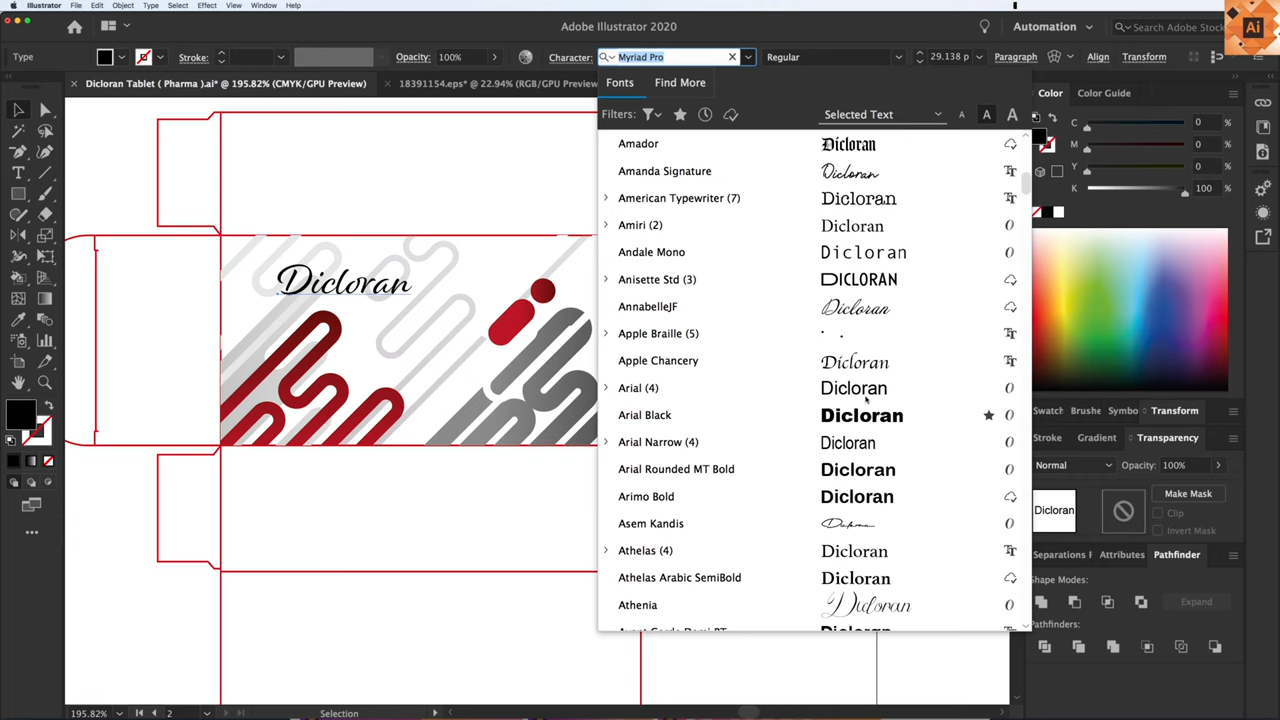 Illustrator File Edit Object Type Select Effect View Window Help
Adobe Illustrator 2020
Automation
Search Adobe Stock
Ai
Type
Stroke:
Opacity: 100%
Character:
Myriad Pro
Regular
29.138 p
Paragraph
Align
Transform
Dicloran Tablet ( Pharma ).ai* @ 195.82% (CMYK/GPU Preview)
18391154.eps* @ 22.94% (RGB/GPU Preview
Fonts
Find More
Filters:
Selected Text
A A A
Amador Dicloran
Amanda Signature Dicloran
American Typewriter (7) Dicloran
Amiri (2) Dicloran
Andale Mono Dicloran
Anisette Std (3) DICLORAN
AnnabelleJF Dicloran
Apple Braille (5)
Apple Chancery Dicloran
Arial (4) Dicloran
Arial Black Dicloran
Arial Narrow (4) Dicloran
Arial Rounded MT Bold Dicloran
Arimo Bold Dicloran
Asem Kandis Dicloran
Athelas (4) Dicloran
Athelas Arabic SemiBold Dicloran
Athenia Dicloran
Dicloran
Color
Color Guide
C 0 %
M 0 %
Y 0 %
K 100 %
Swatch
Brushe
Symbo
Transform
Stroke
Gradient
Transparency
Normal
Opacity: 100%
Dicloran
Make Mask
Clip
Invert Mask
Separations F
Attributes
Pathfinder
Shape Modes:
Expand
Pathfinders:
195.82%
2
Selection